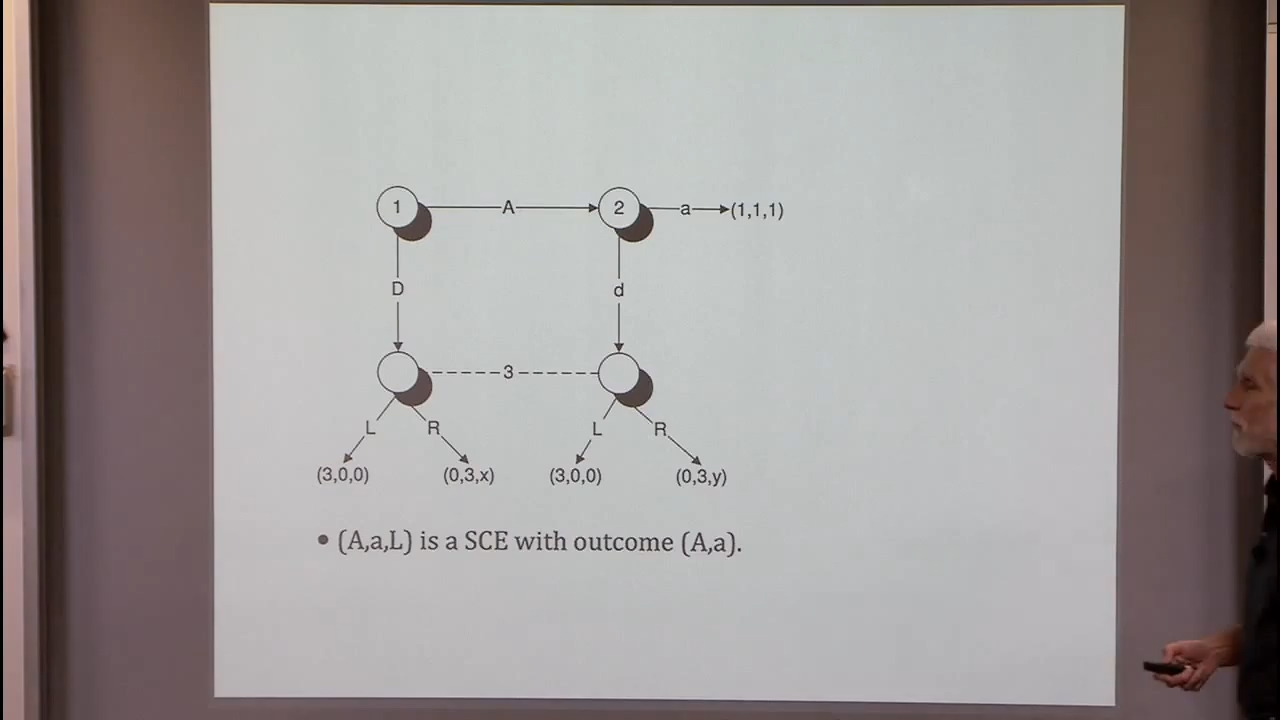 1 A 2 a (1,1,1)
D d
3
L R L R
(3,0,0) (0,3,x) (3,0,0) (0,3,y)
• (A,a,L) is a SCE with outcome (A,a).